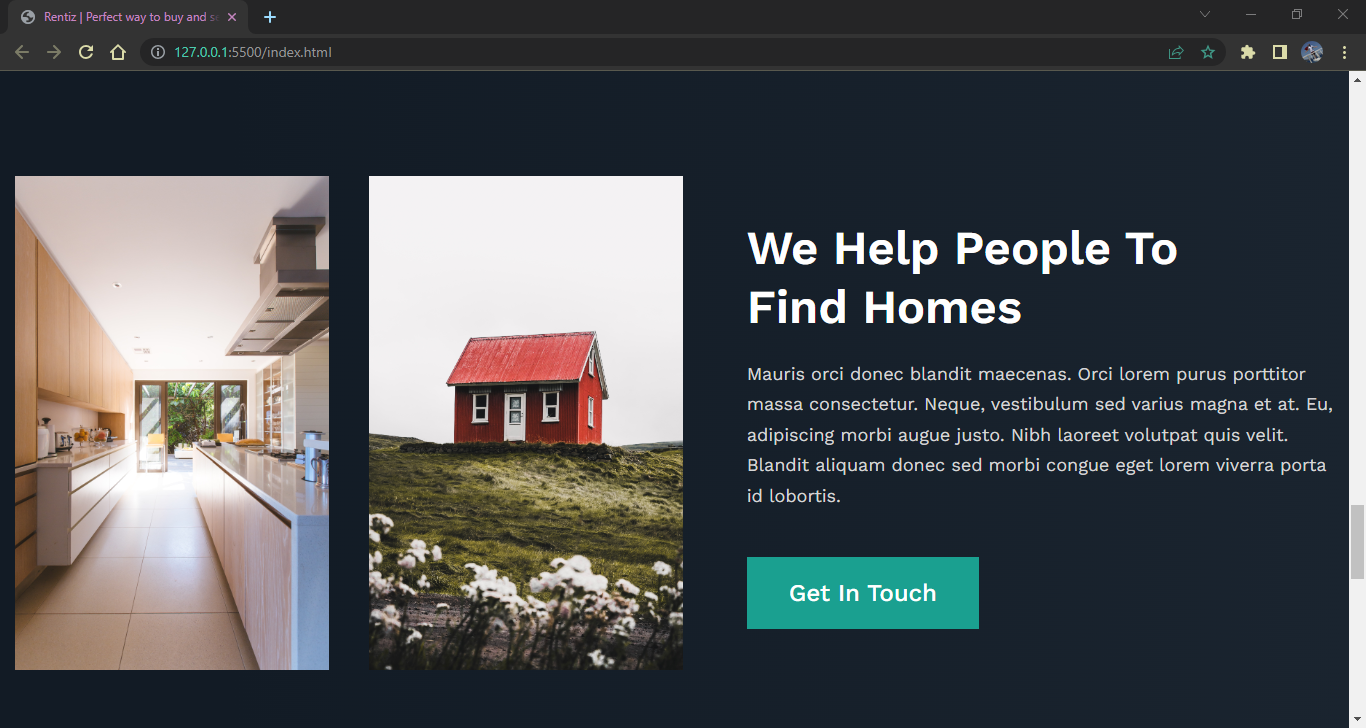 Rentiz | Perfect way to buy and se
127.0.0.1:5500/index.html
We Help People To
Find Homes
Mauris orci donec blandit maecenas. Orci lorem purus porttitor
massa consectetur. Neque, vestibulum sed varius magna et at. Eu,
adipiscing morbi augue justo. Nibh laoreet volutpat quis velit.
Blandit aliquam donec sed morbi congue eget lorem viverra porta
id lobortis.
Get In Touch